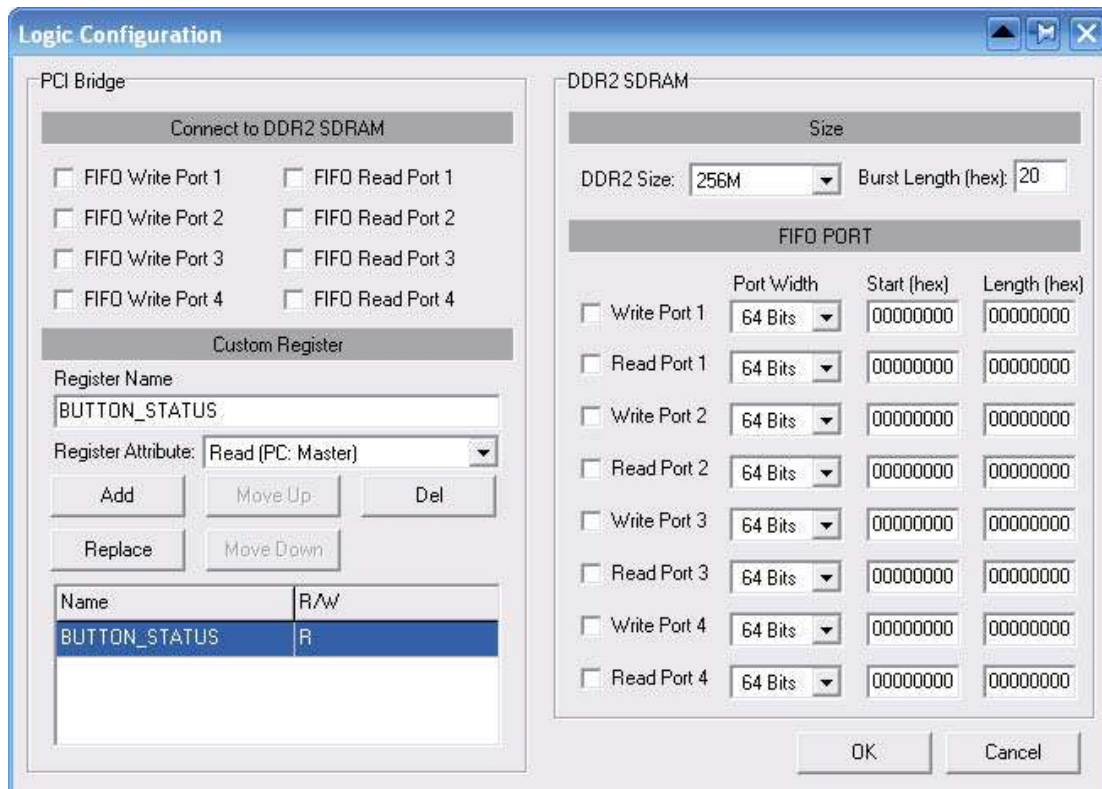 Logic Configuration
PCI Bridge
Connect to DDR2 SDRAM
FIFO Write Port 1 FIFO Read Port 1
FIFO Write Port 2 FIFO Read Port 2
FIFO Write Port 3 FIFO Read Port 3
FIFO Write Port 4 FIFO Read Port 4
Custom Register
Register Name
BUTTON_STATUS
Register Attribute: Read (PC: Master)
Add Move Up Del
Replace Move Down
Name R/W
BUTTON_STATUS R
DDR2 SDRAM
Size
DDR2 Size: 256M Burst Length (hex): 20
FIFO PORT
Port Width Start (hex) Length (hex)
Write Port 1 64 Bits 00000000 00000000
Read Port 1 64 Bits 00000000 00000000
Write Port 2 64 Bits 00000000 00000000
Read Port 2 64 Bits 00000000 00000000
Write Port 3 64 Bits 00000000 00000000
Read Port 3 64 Bits 00000000 00000000
Write Port 4 64 Bits 00000000 00000000
Read Port 4 64 Bits 00000000 00000000
OK Cancel